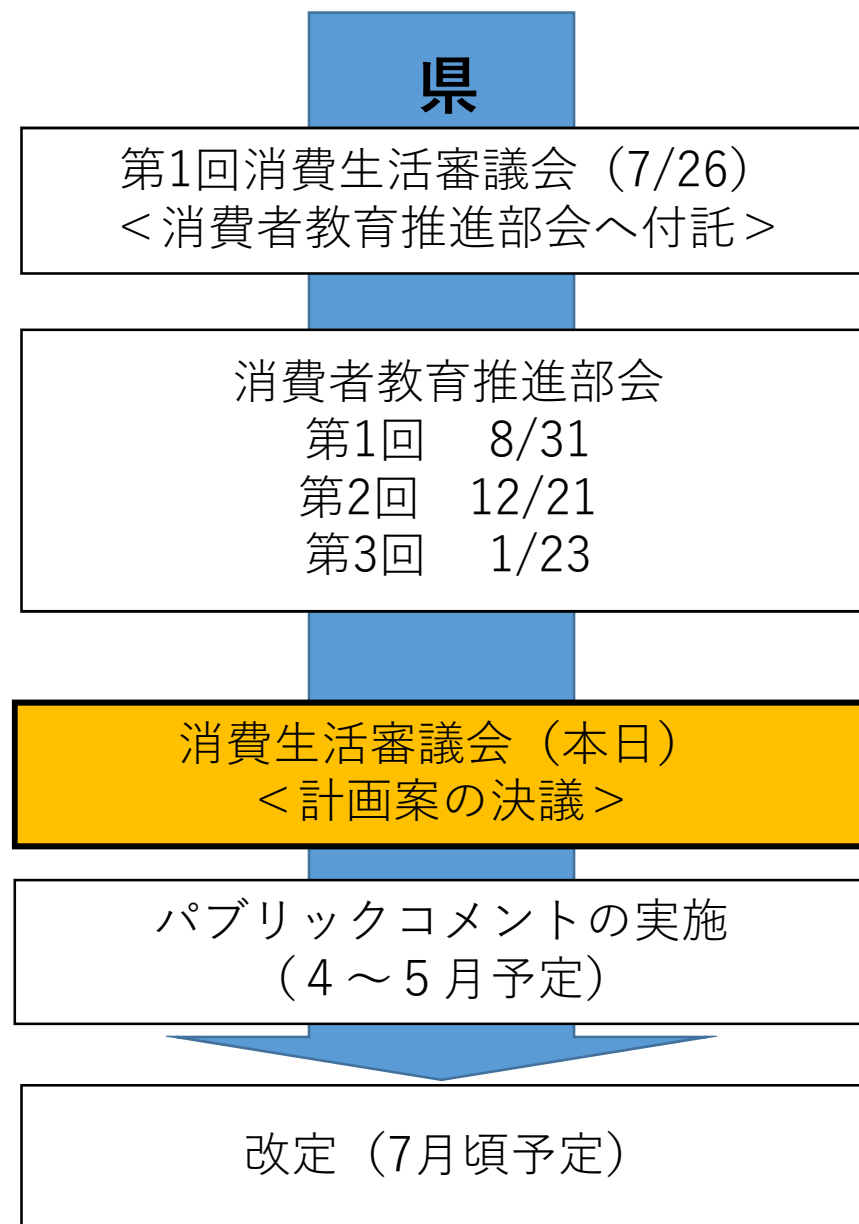 県
第1回消費生活審議会（7/26）
＜消費者教育推進部会へ付託＞
消費者教育推進部会
第1回　8/31
第2回　12/21
第3回　1/23
消費生活審議会（本日）
＜計画案の決議＞
パブリックコメントの実施
（４～５月予定）
改定（7月頃予定）